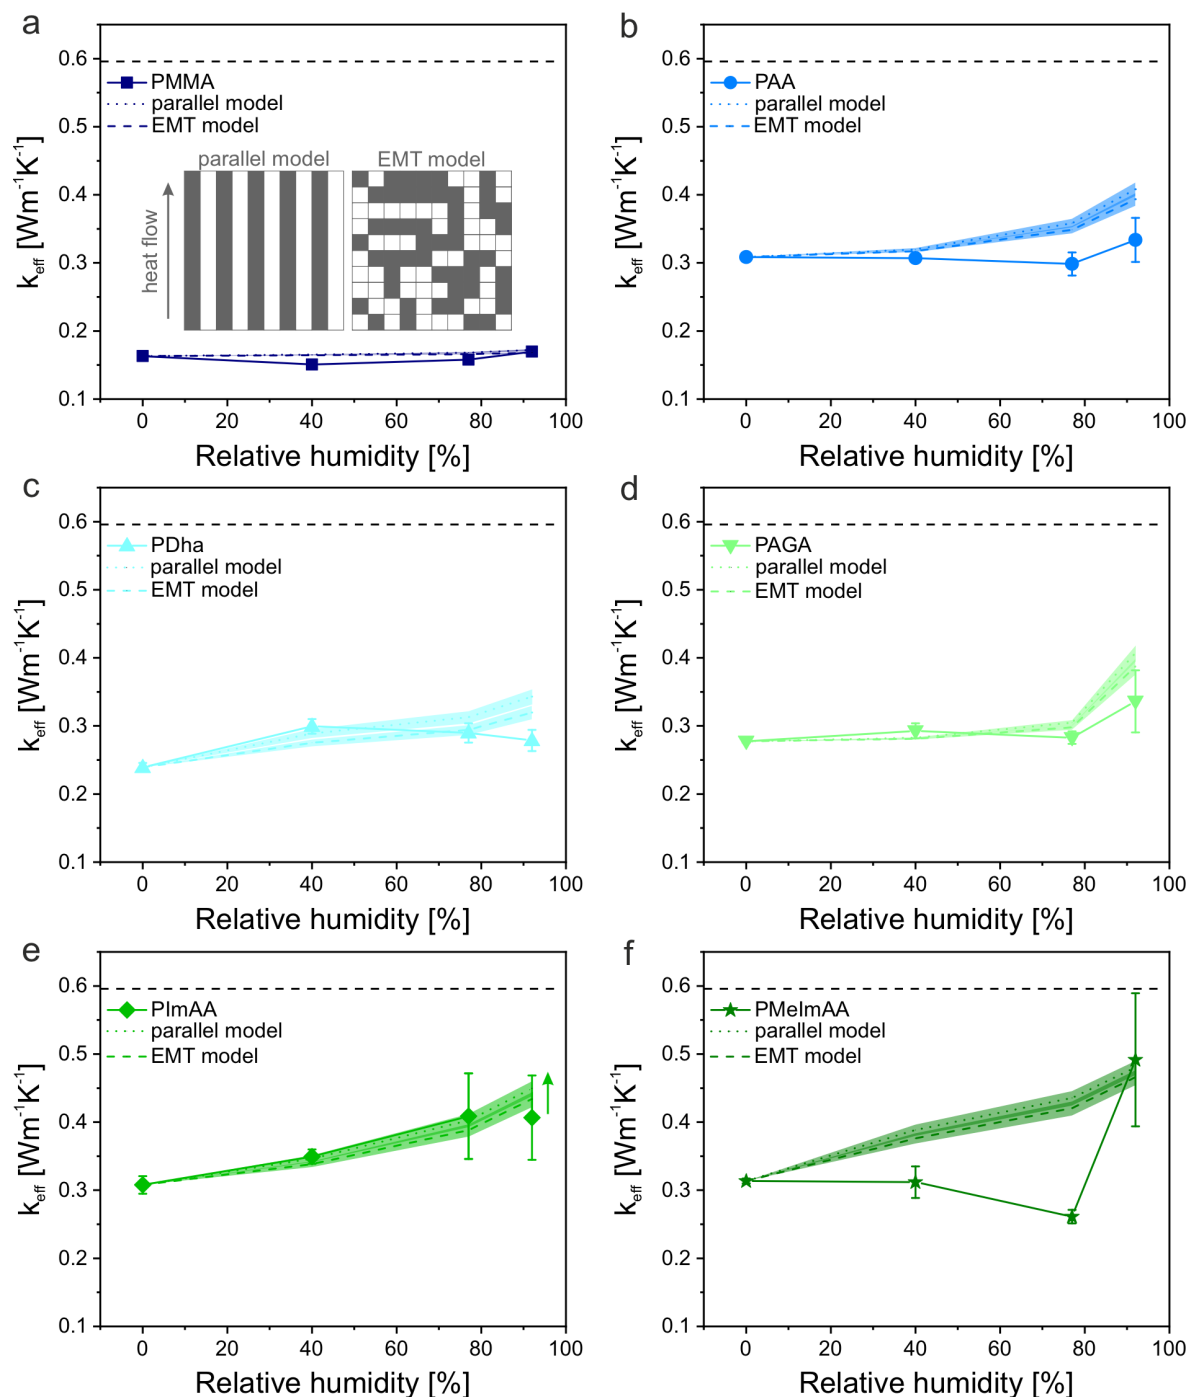 a
0.6
0.5
0.4
0.3
0.2
0.1
k_eff [Wm⁻¹K⁻¹]
PMMA
parallel model
EMT model
parallel model
EMT model
heat flow
0 20 40 60 80 100
Relative humidity [%]
b
0.6
0.5
0.4
0.3
0.2
0.1
k_eff [Wm⁻¹K⁻¹]
PAA
parallel model
EMT model
0 20 40 60 80 100
Relative humidity [%]
c
0.6
0.5
0.4
0.3
0.2
0.1
k_eff [Wm⁻¹K⁻¹]
PDha
parallel model
EMT model
0 20 40 60 80 100
Relative humidity [%]
d
0.6
0.5
0.4
0.3
0.2
0.1
k_eff [Wm⁻¹K⁻¹]
PAGA
parallel model
EMT model
0 20 40 60 80 100
Relative humidity [%]
e
0.6
0.5
0.4
0.3
0.2
0.1
k_eff [Wm⁻¹K⁻¹]
PImAA
parallel model
EMT model
0 20 40 60 80 100
Relative humidity [%]
f
0.6
0.5
0.4
0.3
0.2
0.1
k_eff [Wm⁻¹K⁻¹]
PMeImAA
parallel model
EMT model
0 20 40 60 80 100
Relative humidity [%]